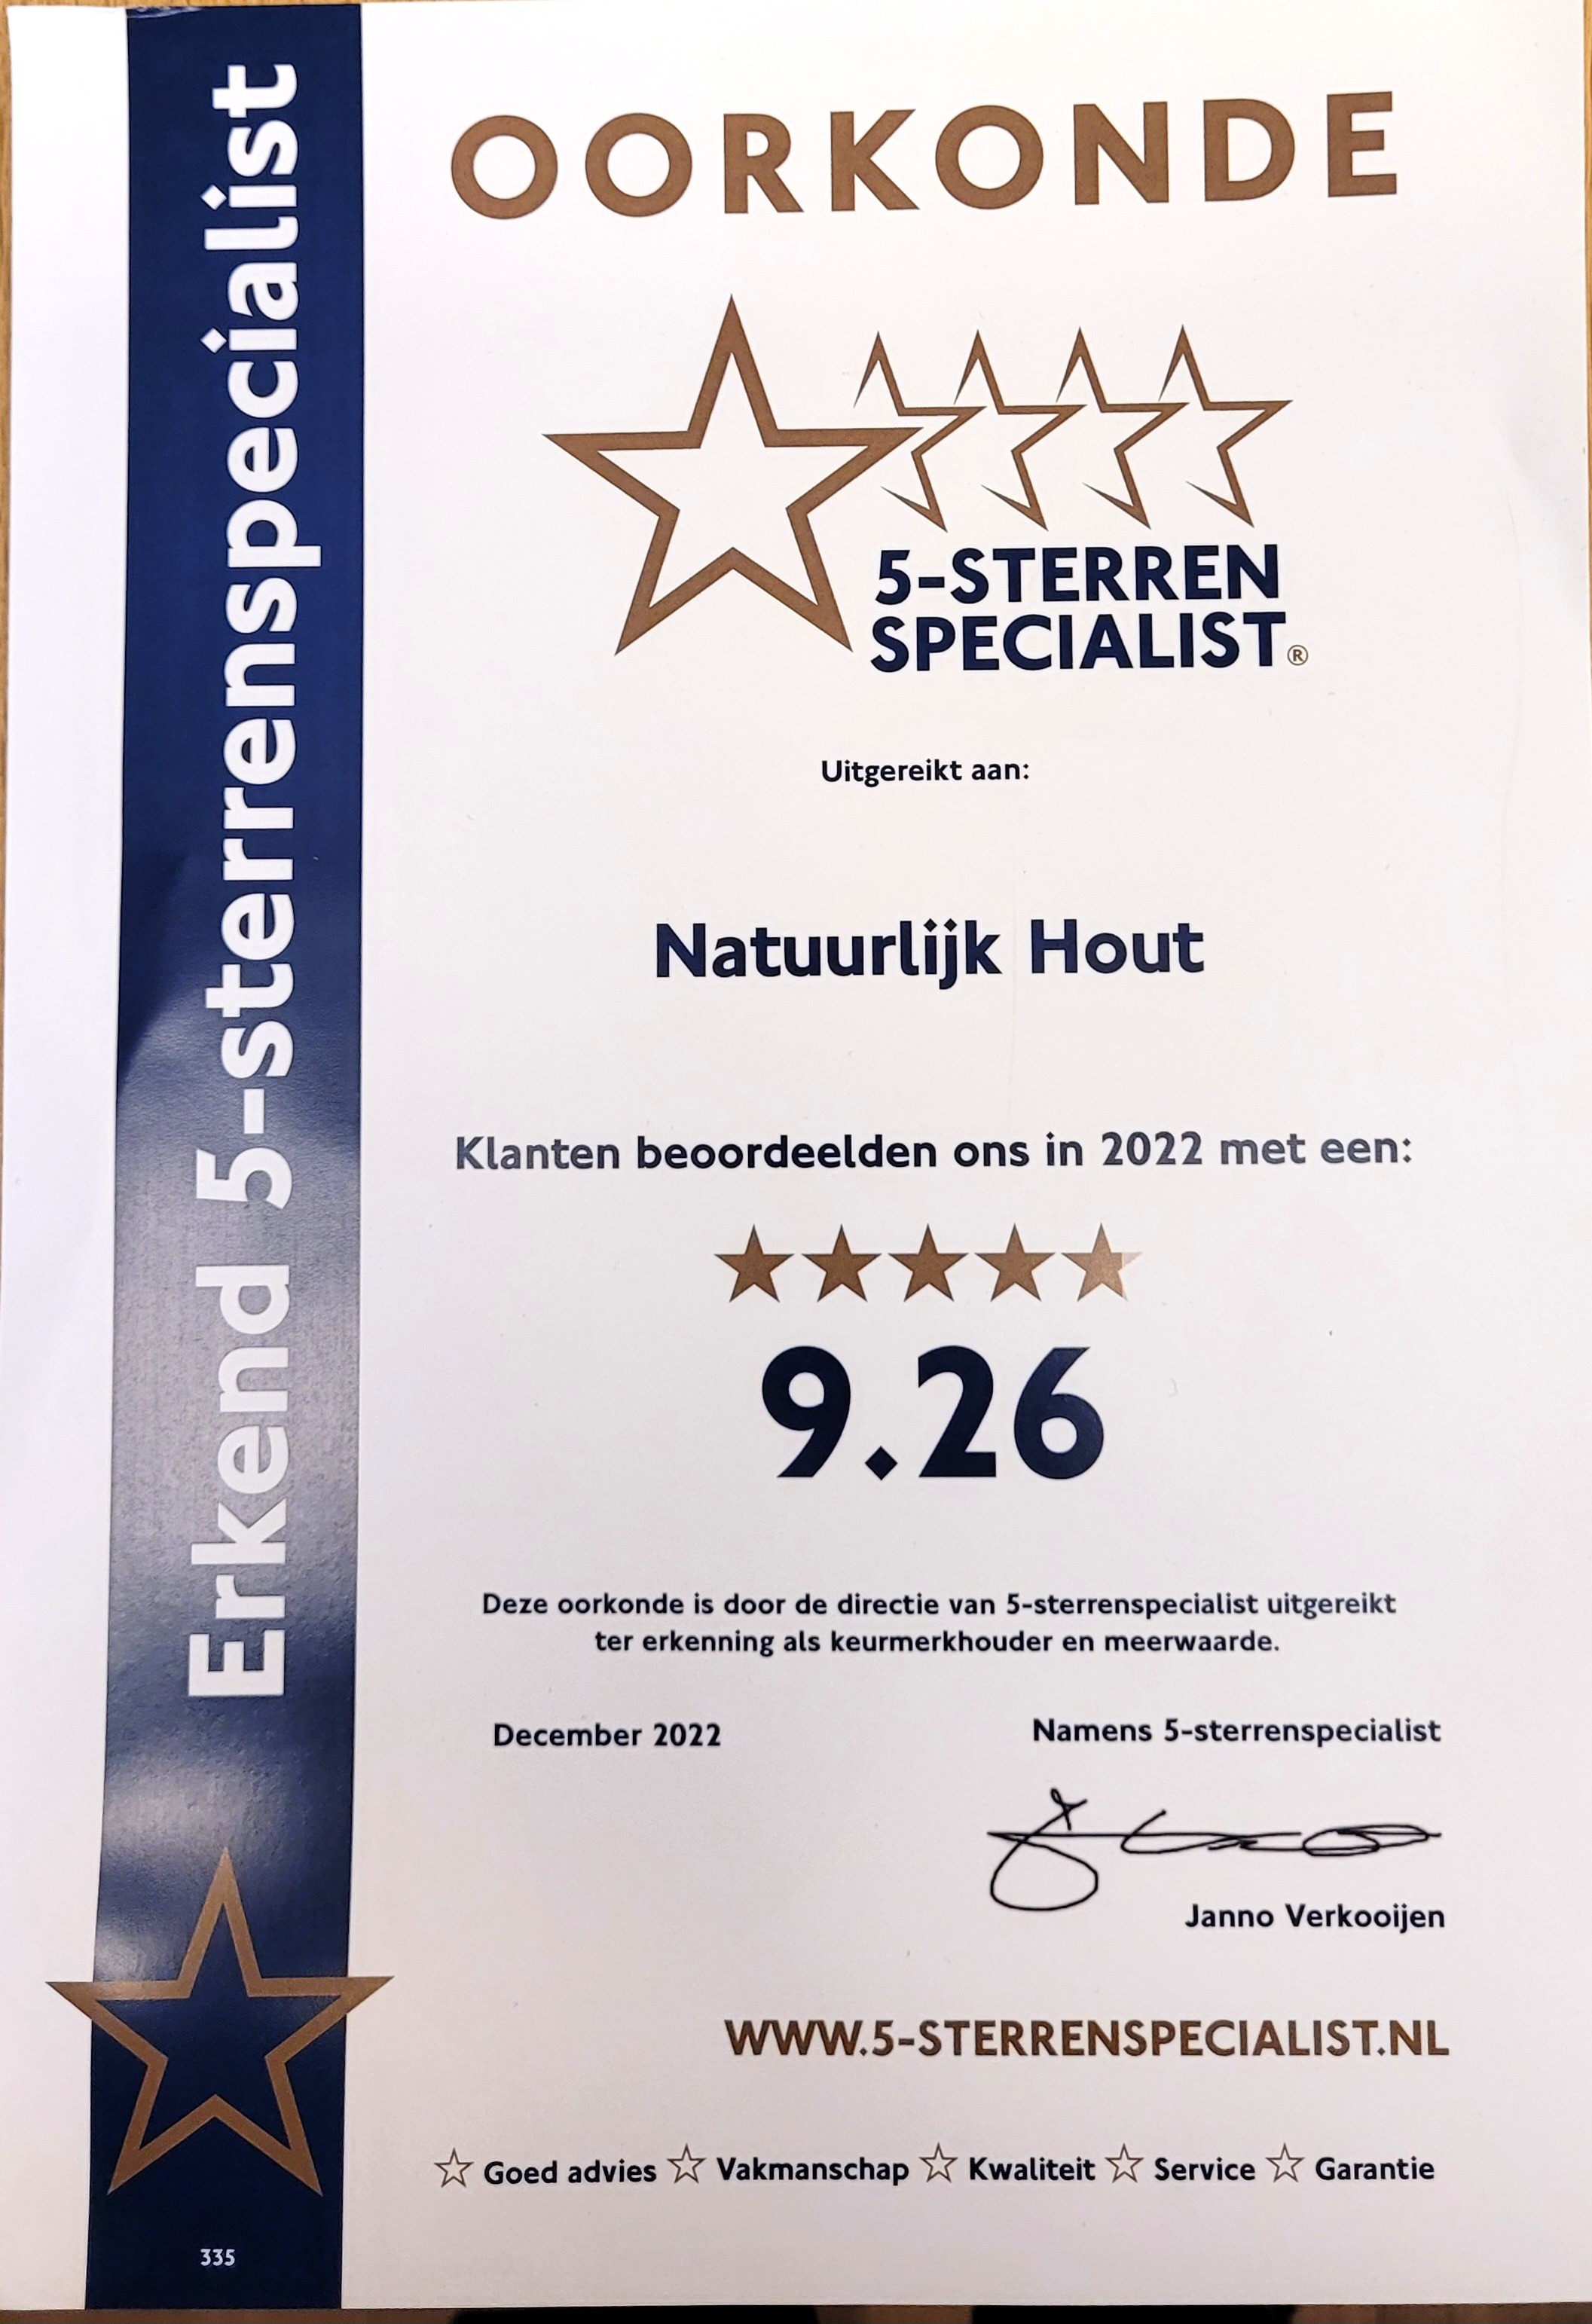 Erkend 5-sterrenspecialist
OORKONDE
5-STERREN
SPECIALIST®
Uitgereikt aan:
Natuurlijk Hout
Klanten beoordeelden ons in 2022 met een:
9.26
Deze oorkonde is door de directie van 5-sterrenspecialist uitgereikt
ter erkenning als keurmerkhouder en meerwaarde.
December 2022
Namens 5-sterrenspecialist
Janno Verkooijen
WWW.5-STERRENSPECIALIST.NL
Goed advies Vakmanschap Kwaliteit Service Garantie
335